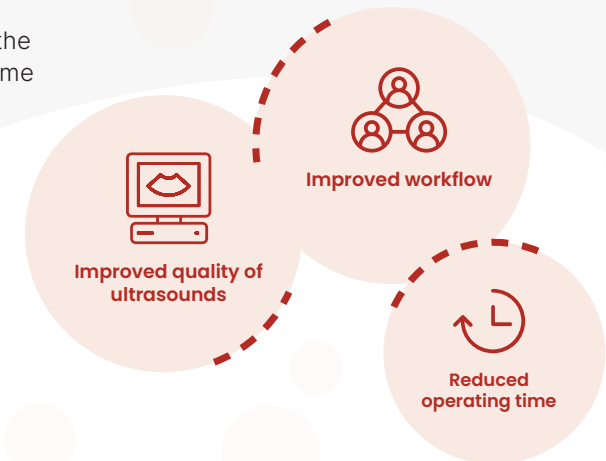 the
me
Improved workflow
Improved quality of
ultrasounds
Reduced
operating time